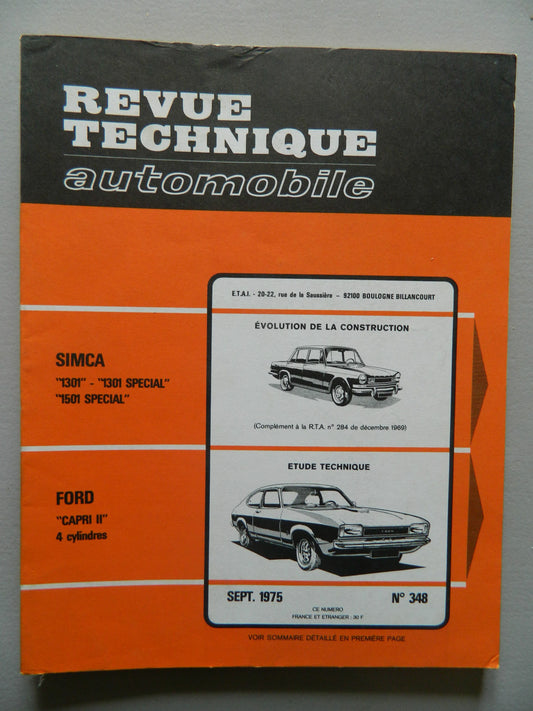 REVUE
TECHNIQUE
automobile
E.T.A.I. - 20-22, rue de la Saussière - 92100 BOULOGNE BILLANCOURT
ÉVOLUTION DE LA CONSTRUCTION
SIMCA
"1301" - "1301 SPECIAL"
"1501 SPECIAL"
(Complément à la R.T.A. n° 284 de décembre 1969)
ETUDE TECHNIQUE
FORD
"CAPRI II"
4 cylindres
SEPT. 1975 N° 348
CE NUMERO
FRANCE ET ETRANGER : 30 F
VOIR SOMMAIRE DÉTAILLÉ EN PREMIÈRE PAGE